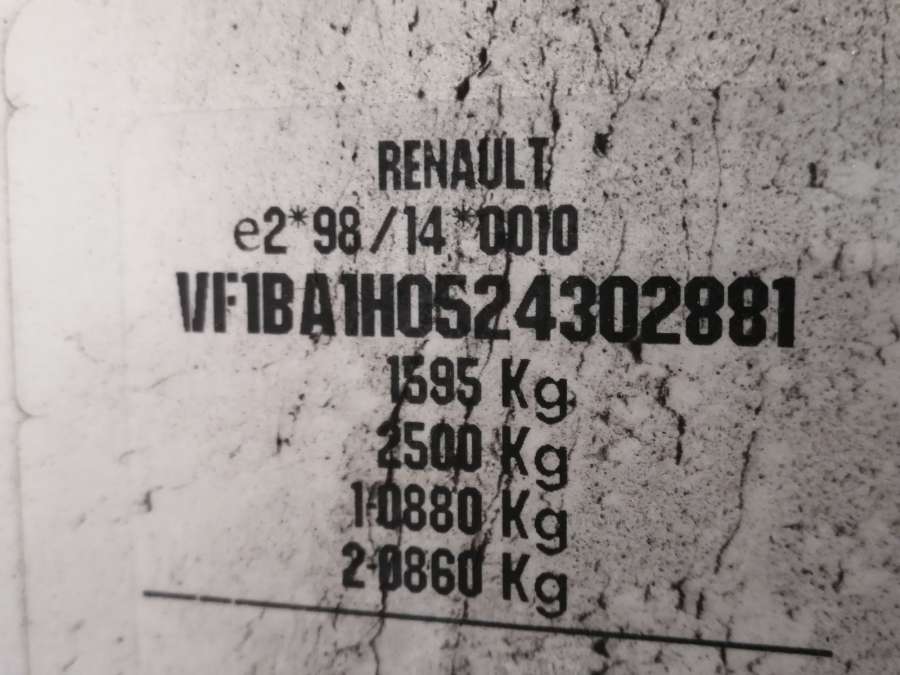 RENAULT
e2*98/14*0010
VF1BA1H0524302881
1595 Kg
2500 Kg
1-0880 Kg
2-0860 Kg